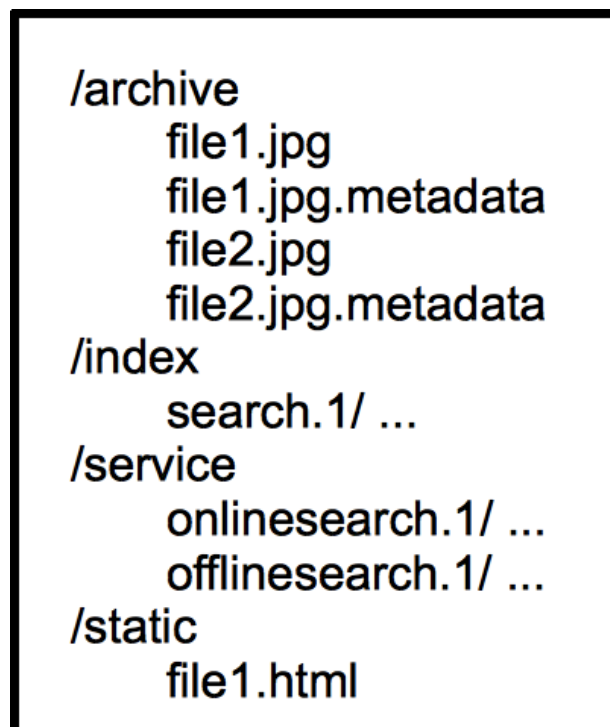 /archive
file1.jpg
file1.jpg.metadata
file2.jpg
file2.jpg.metadata
/index
search.1/ ...
/service
onlinesearch.1/ ...
offlinesearch.1/ ...
/static
file1.html